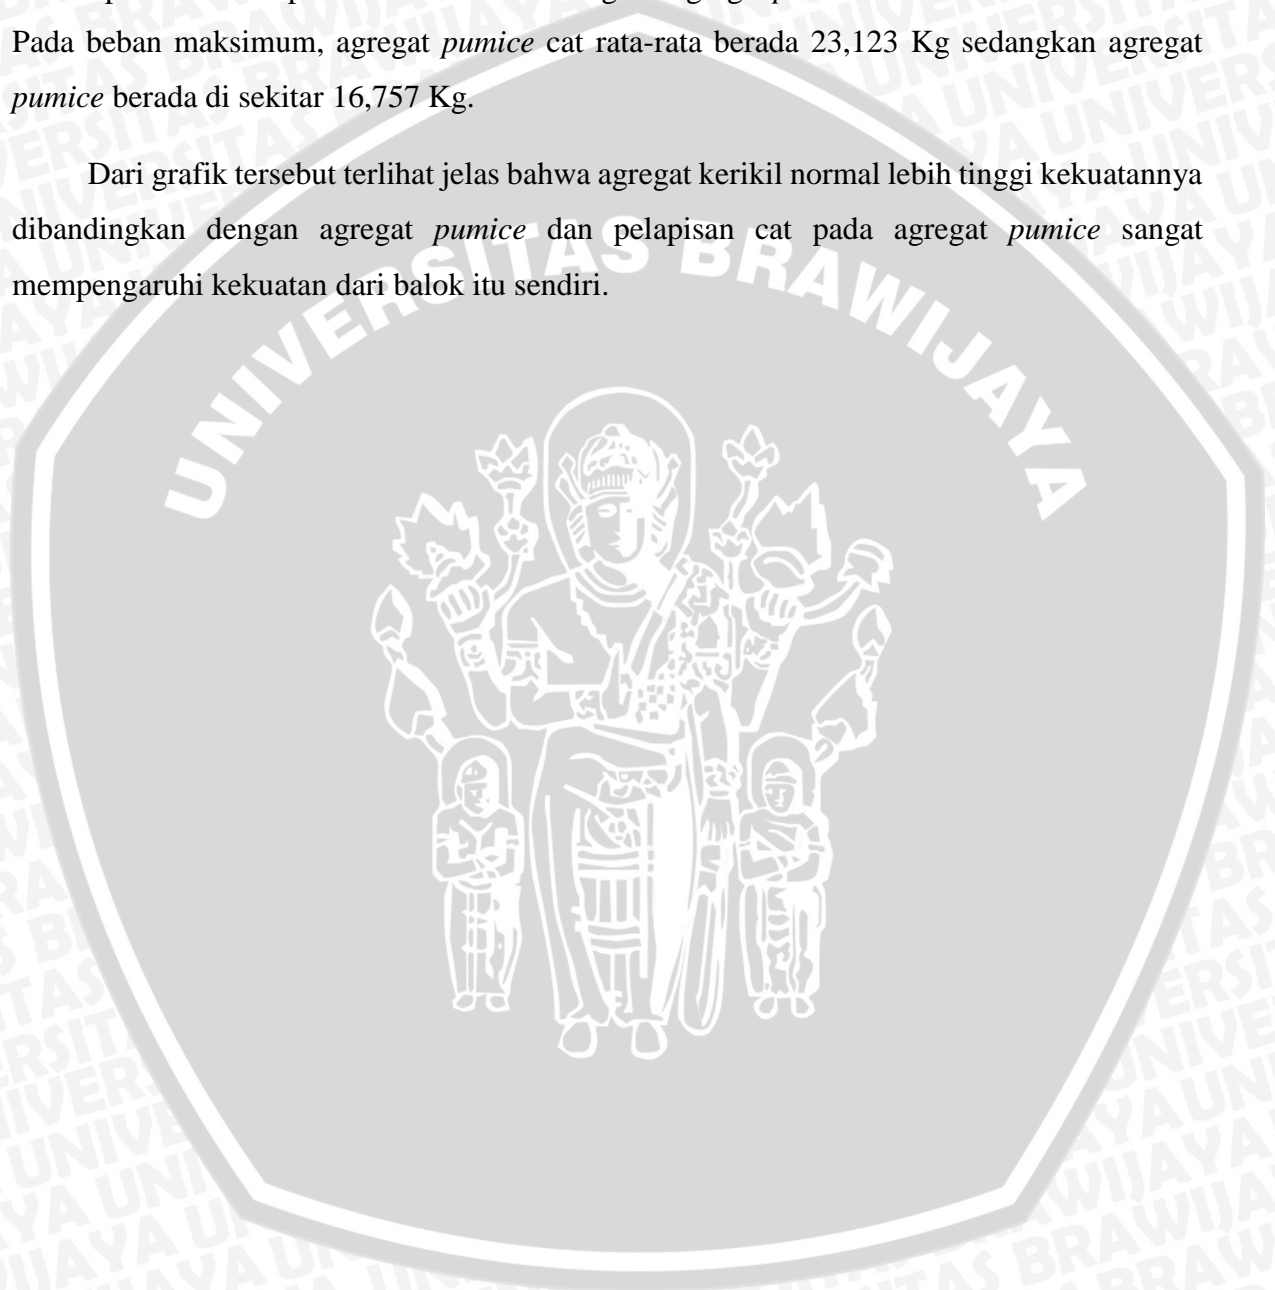 Pada beban maksimum, agregat pumice cat rata-rata berada 23,123 Kg sedangkan agregat
pumice berada di sekitar 16,757 Kg.
Dari grafik tersebut terlihat jelas bahwa agregat kerikil normal lebih tinggi kekuatannya
dibandingkan dengan agregat pumice dan pelapisan cat pada agregat pumice sangat
mempengaruhi kekuatan dari balok itu sendiri.
UNIVERSITAS BRAWIJAYA